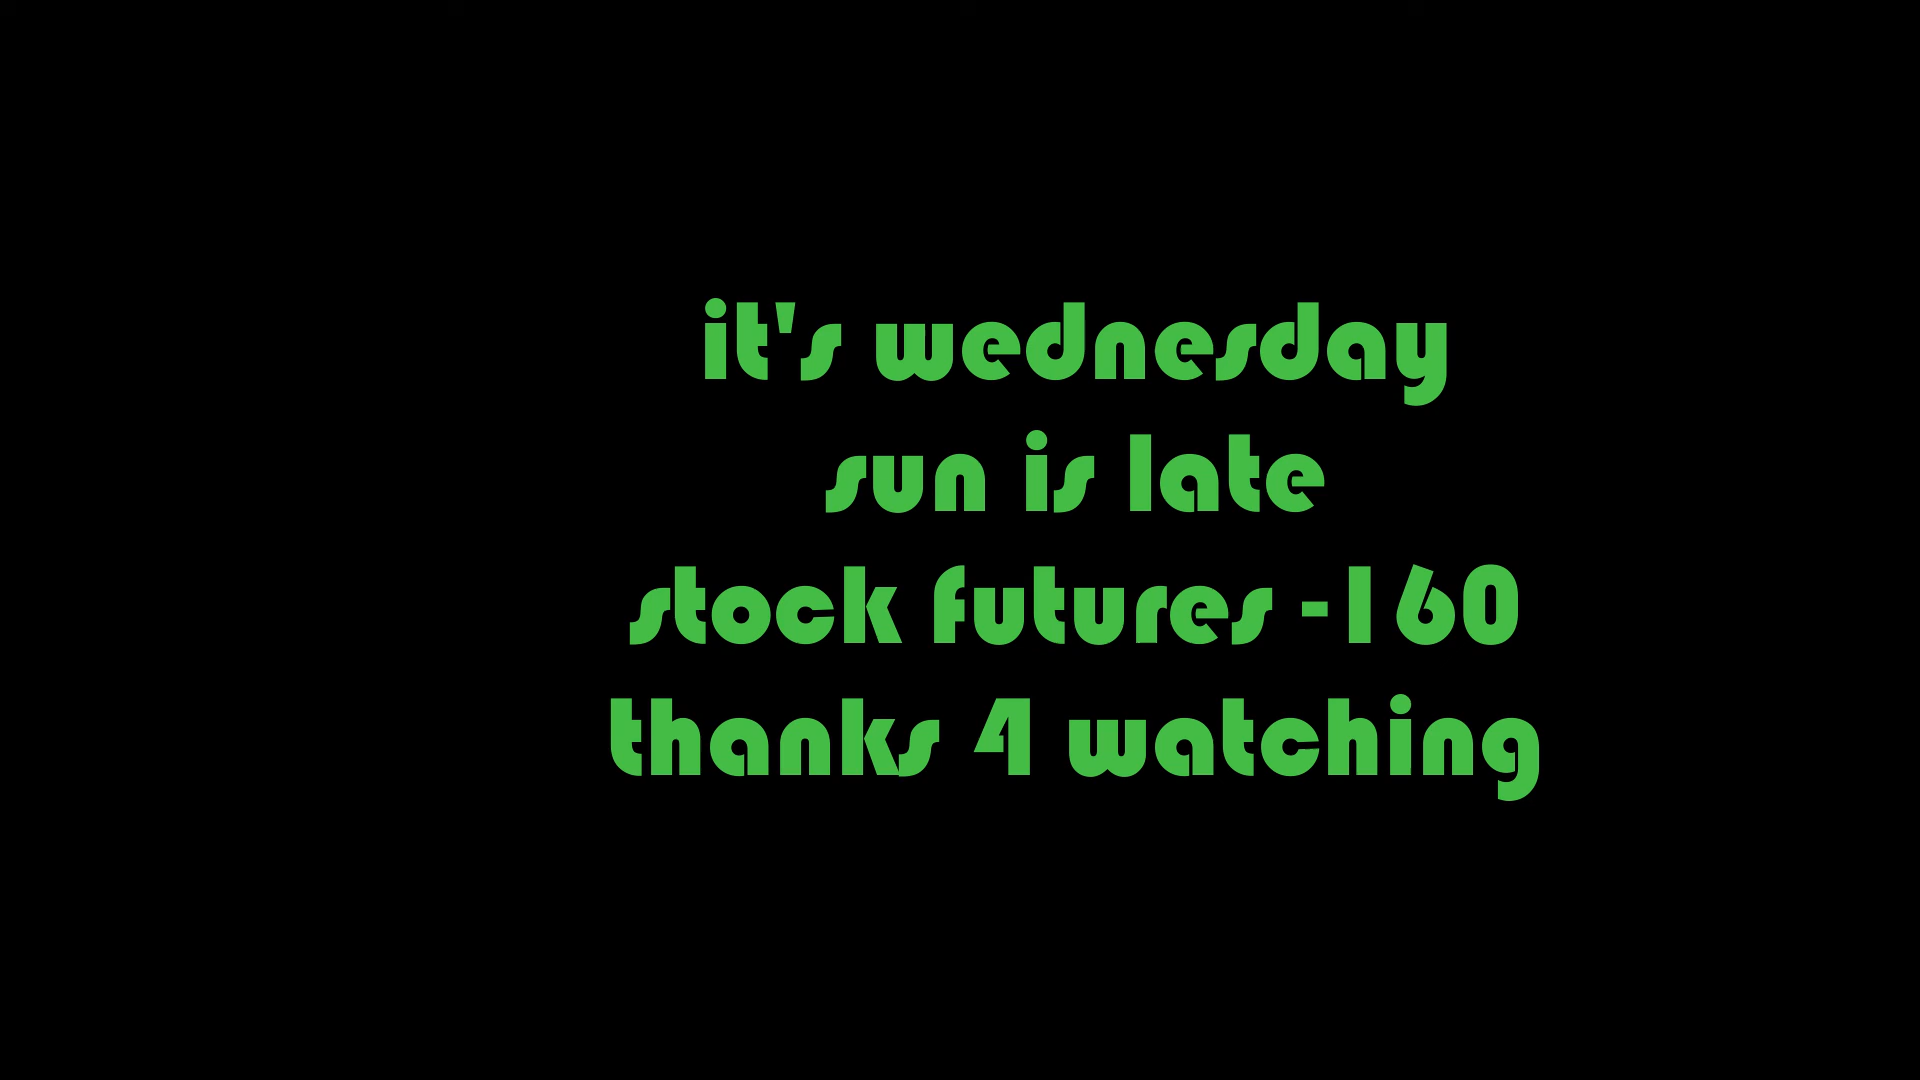 it's wednesday
sun is late
stock futures -160
thanks 4 watching